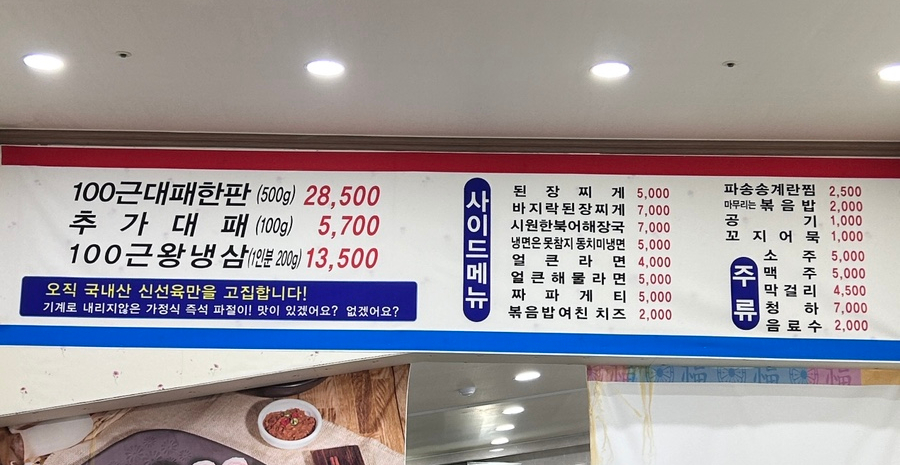 100근대패한판 (500g) 28,500
추가대패 (100g) 5,700
100근왕냉삼 (1인분 200g) 13,500
오직 국내산 신선육만을 고집합니다!
기계로 내리지않은 가정식 즉석 파절이! 맛이 있겠어요? 없겠어요?
사이드메뉴
된장찌게 5,000
바지락된장찌게 7,000
시원한북어해장국 7,000
냉면은 못참지 동치미냉면 5,000
얼큰라면 4,000
얼큰해물라면 5,000
짜파게티 5,000
볶음밥여친 치즈 2,000
파송송계란찜 2,500
마무리는 볶음밥 2,000
공기 1,000
꼬지어묵 1,000
주류
소주 5,000
맥주 5,000
막걸리 4,500
청하 7,000
음료수 2,000